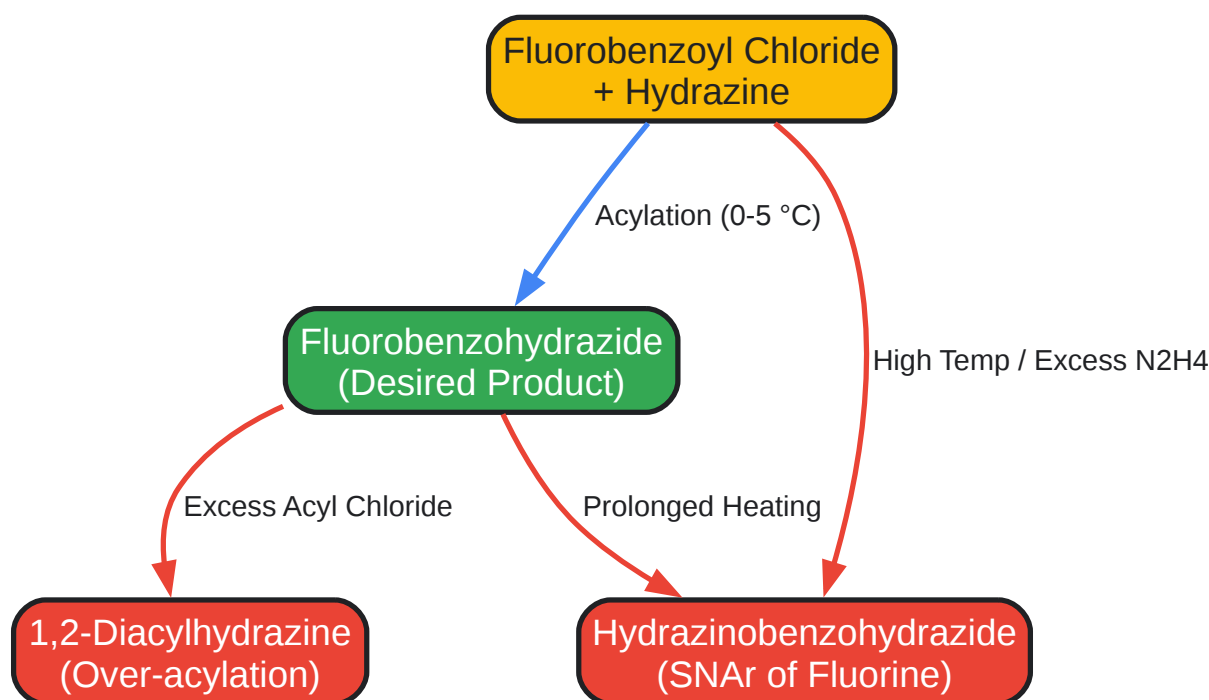 Fluorobenzoyl Chloride
+ Hydrazine
Acylation (0-5 °C)
Fluorobenzohydrazide
(Desired Product)
High Temp / Excess N2H4
Excess Acyl Chloride
Prolonged Heating
1,2-Diacylhydrazine
(Over-acylation)
Hydrazinobenzohydrazide
(SNAr of Fluorine)